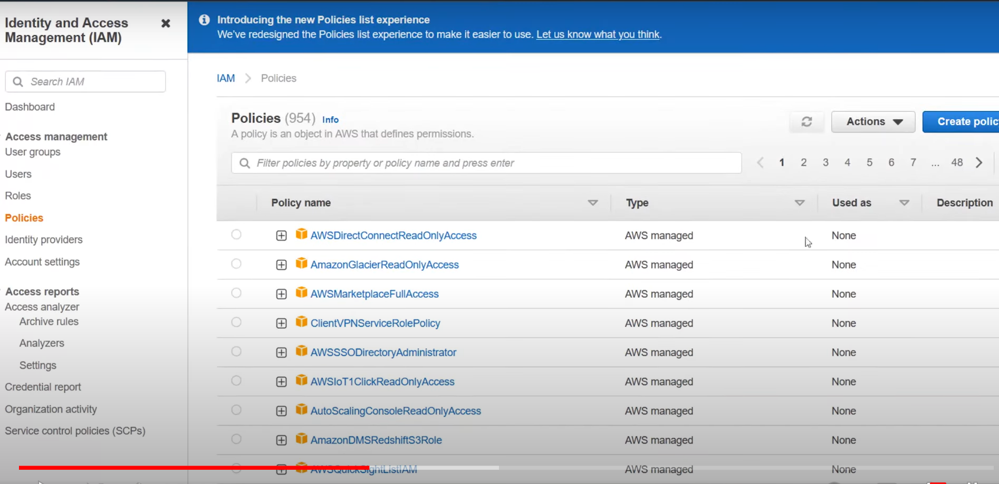 Identity and Access
Management (IAM)
Search IAM
Dashboard
Access management
User groups
Users
Roles
Policies
Identity providers
Account settings
Access reports
Access analyzer
Archive rules
Analyzers
Settings
Credential report
Organization activity
Service control policies (SCPs)
Introducing the new Policies list experience
We've redesigned the Policies list experience to make it easier to use. Let us know what you think.
IAM Policies
Policies (954) Info
A policy is an object in AWS that defines permissions.
Actions
Create polic
Filter policies by property or policy name and press enter
1 2 3 4 5 6 7 ... 48
Policy name Type Used as Description
AWSDirectConnectReadOnlyAccess AWS managed None
AmazonGlacierReadOnlyAccess AWS managed None
AWSMarketplaceFullAccess AWS managed None
ClientVPNServiceRolePolicy AWS managed None
AWSSSODirectoryAdministrator AWS managed None
AWSIoT1ClickReadOnlyAccess AWS managed None
AutoScalingConsoleReadOnlyAccess AWS managed None
AmazonDMSRedshiftS3Role AWS managed None
AWSQuickSightListIAM AWS managed None